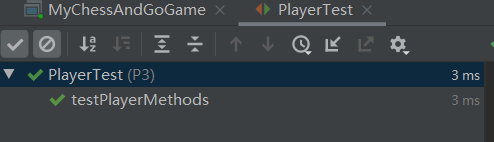 MyChessAndGoGame PlayerTest
PlayerTest (P3) 3 ms
testPlayerMethods 3 ms